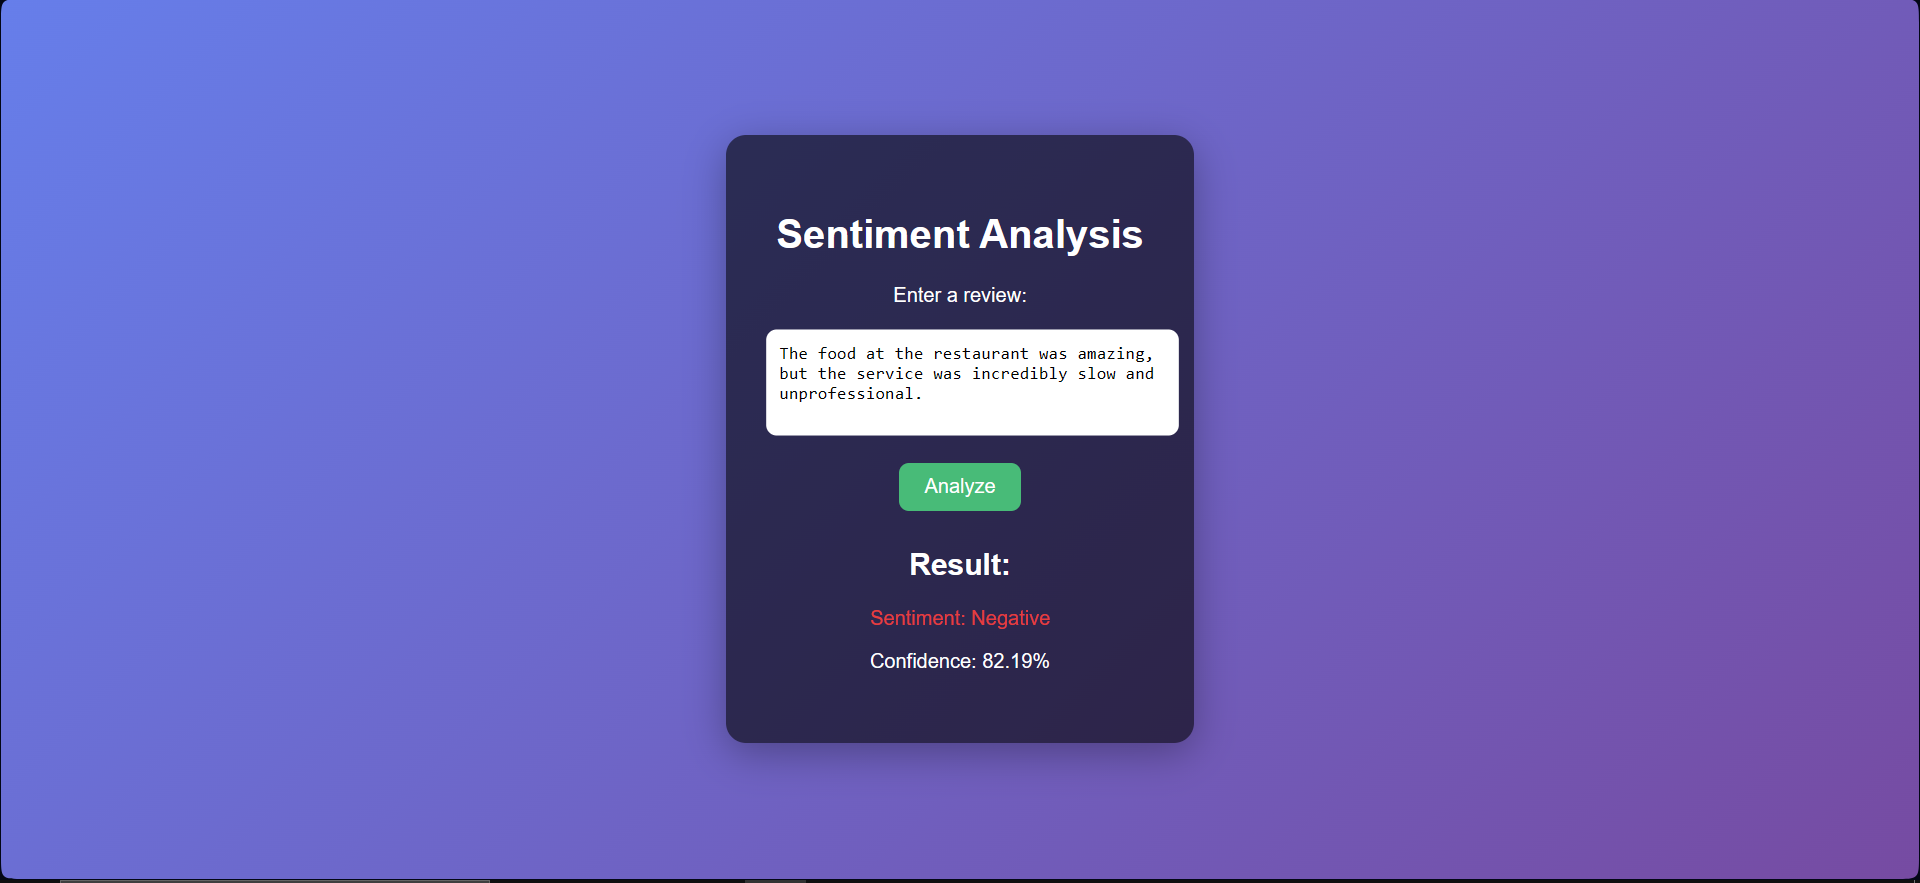 Sentiment Analysis
Enter a review:
The food at the restaurant was amazing,
but the service was incredibly slow and
unprofessional.
Analyze
Result:
Sentiment: Negative
Confidence: 82.19%